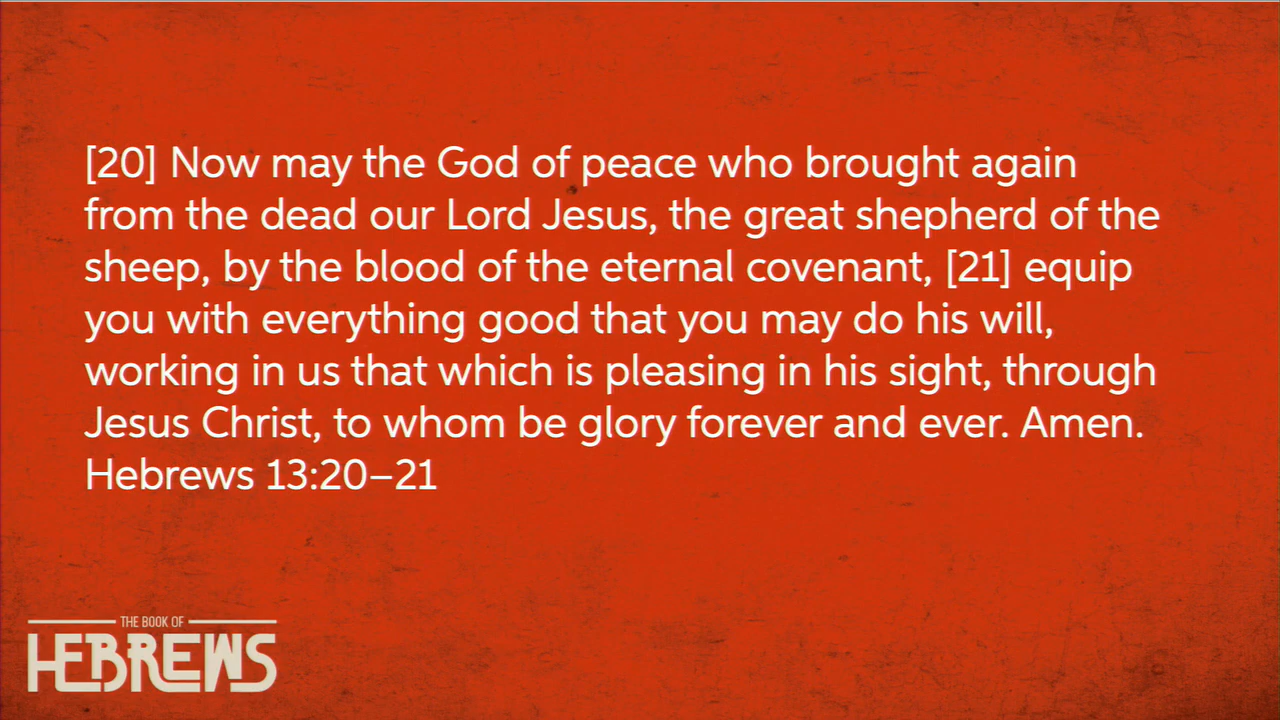 [20] Now may the God of peace who brought again
from the dead our Lord Jesus, the great shepherd of the
sheep, by the blood of the eternal covenant, [21] equip
you with everything good that you may do his will,
working in us that which is pleasing in his sight, through
Jesus Christ, to whom be glory forever and ever. Amen.
Hebrews 13:20–21
THE BOOK OF
HEBREWS